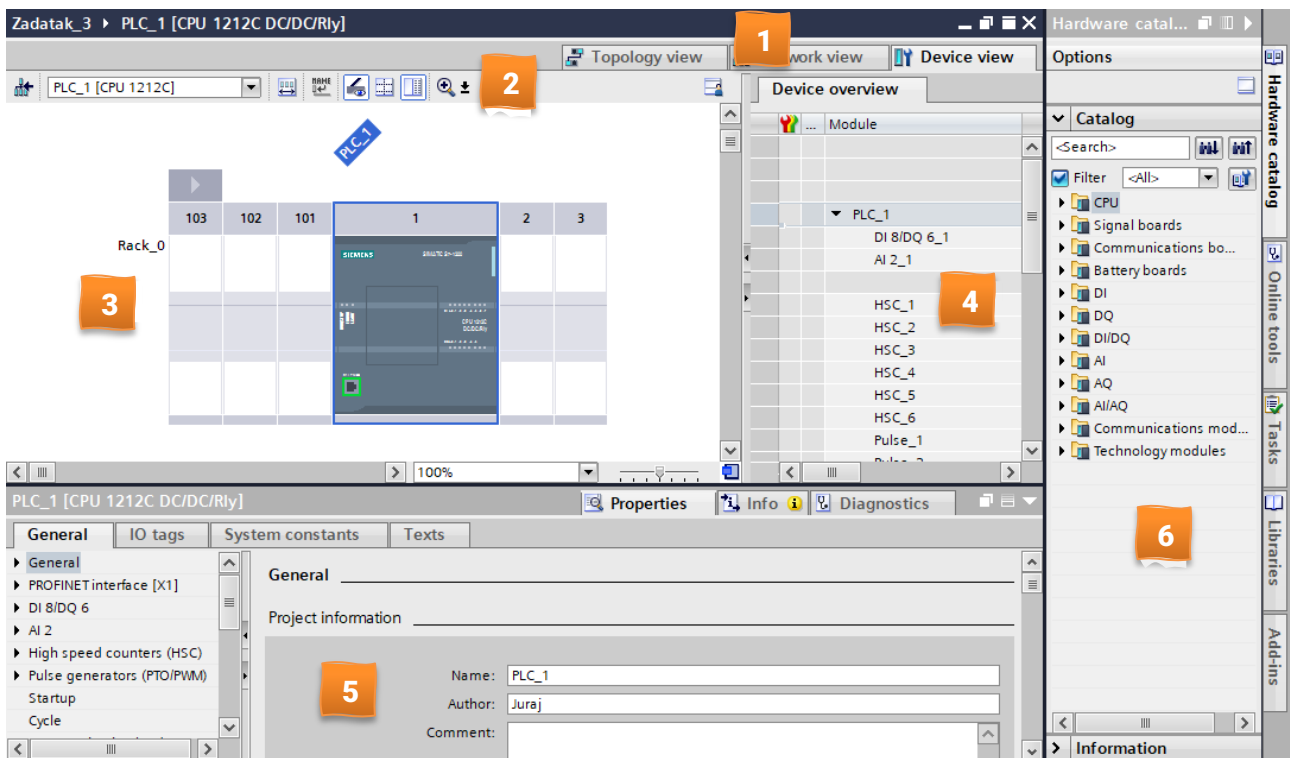 Zadatak_3 ▸ PLC_1 [CPU 1212C DC/DC/Rly]
Hardware catal...
1
Topology view
work view
Device view
Options
PLC_1 [CPU 1212C]
NAME
2
Device overview
... Module
Catalog
<Search>
Filter
<All>
PLC_1
103
102
101
1
2
3
Rack_0
SIEMENS
3
PLC_1
DI 8/DQ 6_1
AI 2_1
4
HSC_1
HSC_2
HSC_3
HSC_4
HSC_5
HSC_6
Pulse_1
100%
CPU
Signal boards
Communications bo...
Battery boards
DI
DQ
DI/DQ
AI
AQ
AI/AQ
Communications mod...
Technology modules
6
Information
Hardware catalog
Online tools
Tasks
Libraries
Add-ins
PLC_1 [CPU 1212C DC/DC/Rly]
Properties
Info
Diagnostics
General
IO tags
System constants
Texts
General
PROFINET interface [X1]
DI 8/DQ 6
AI 2
High speed counters (HSC)
Pulse generators (PTO/PWM)
Startup
Cycle
General
Project information
5
Name: PLC_1
Author: Juraj
Comment: